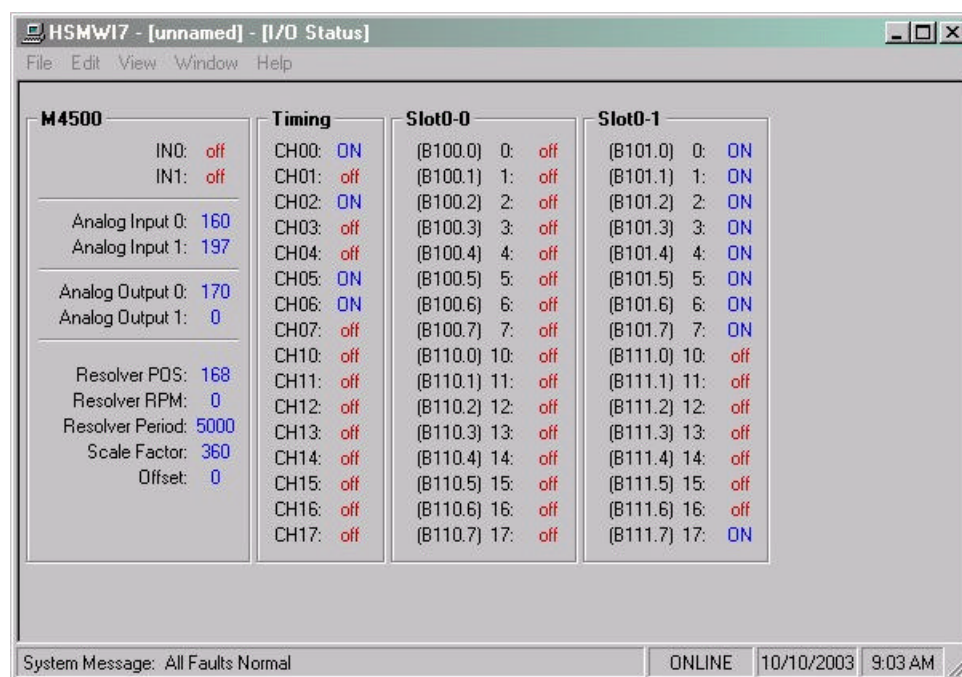 HSMWI7 - [unnamed] - [I/O Status]
File Edit View Window Help
M4500
IN0: off
IN1: off
Analog Input 0: 160
Analog Input 1: 197
Analog Output 0: 170
Analog Output 1: 0
Resolver POS: 168
Resolver RPM: 0
Resolver Period: 5000
Scale Factor: 360
Offset: 0
Timing
CH00: ON
CH01: off
CH02: ON
CH03: off
CH04: off
CH05: ON
CH06: ON
CH07: off
CH10: off
CH11: off
CH12: off
CH13: off
CH14: off
CH15: off
CH16: off
CH17: off
Slot0-0
(B100.0) 0: off
(B100.1) 1: off
(B100.2) 2: off
(B100.3) 3: off
(B100.4) 4: off
(B100.5) 5: off
(B100.6) 6: off
(B100.7) 7: off
(B110.0) 10: off
(B110.1) 11: off
(B110.2) 12: off
(B110.3) 13: off
(B110.4) 14: off
(B110.5) 15: off
(B110.6) 16: off
(B110.7) 17: off
Slot0-1
(B101.0) 0: ON
(B101.1) 1: ON
(B101.2) 2: ON
(B101.3) 3: ON
(B101.4) 4: ON
(B101.5) 5: ON
(B101.6) 6: ON
(B101.7) 7: ON
(B111.0) 10: off
(B111.1) 11: off
(B111.2) 12: off
(B111.3) 13: off
(B111.4) 14: off
(B111.5) 15: off
(B111.6) 16: off
(B111.7) 17: ON
System Message: All Faults Normal
ONLINE
10/10/2003
9:03 AM